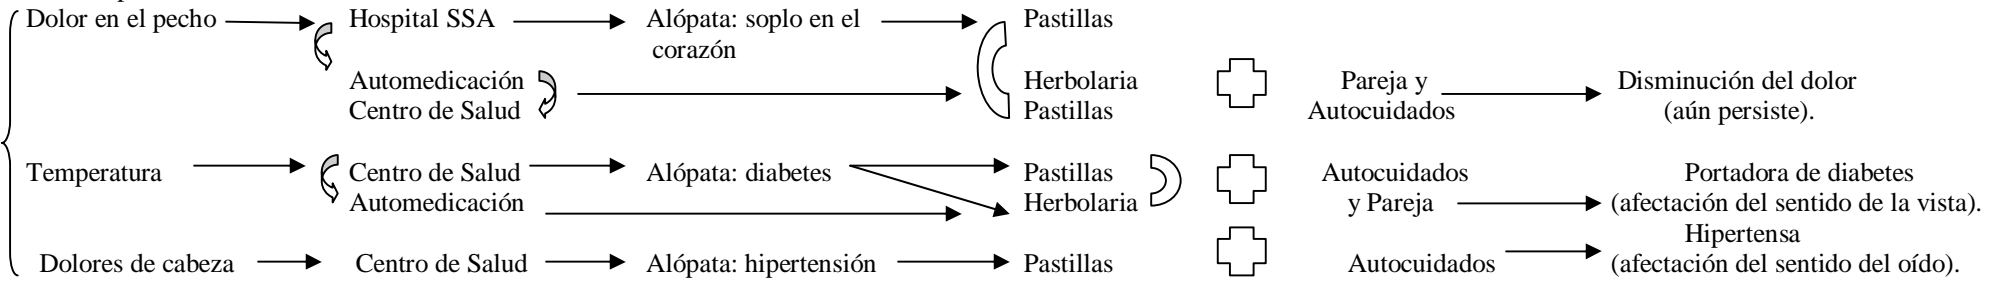 Dolor en el pecho Hospital SSA Alópata: soplo en el Pastillas
corazón
Automedicación Herbolaria Pareja y Disminución del dolor
Centro de Salud Pastillas Autocuidados (aún persiste).
Temperatura Centro de Salud Alópata: diabetes Pastillas Autocuidados Portadora de diabetes
Automedicación Herbolaria y Pareja (afectación del sentido de la vista).
Hipertensa
Dolores de cabeza Centro de Salud Alópata: hipertensión Pastillas Autocuidados (afectación del sentido del oído).